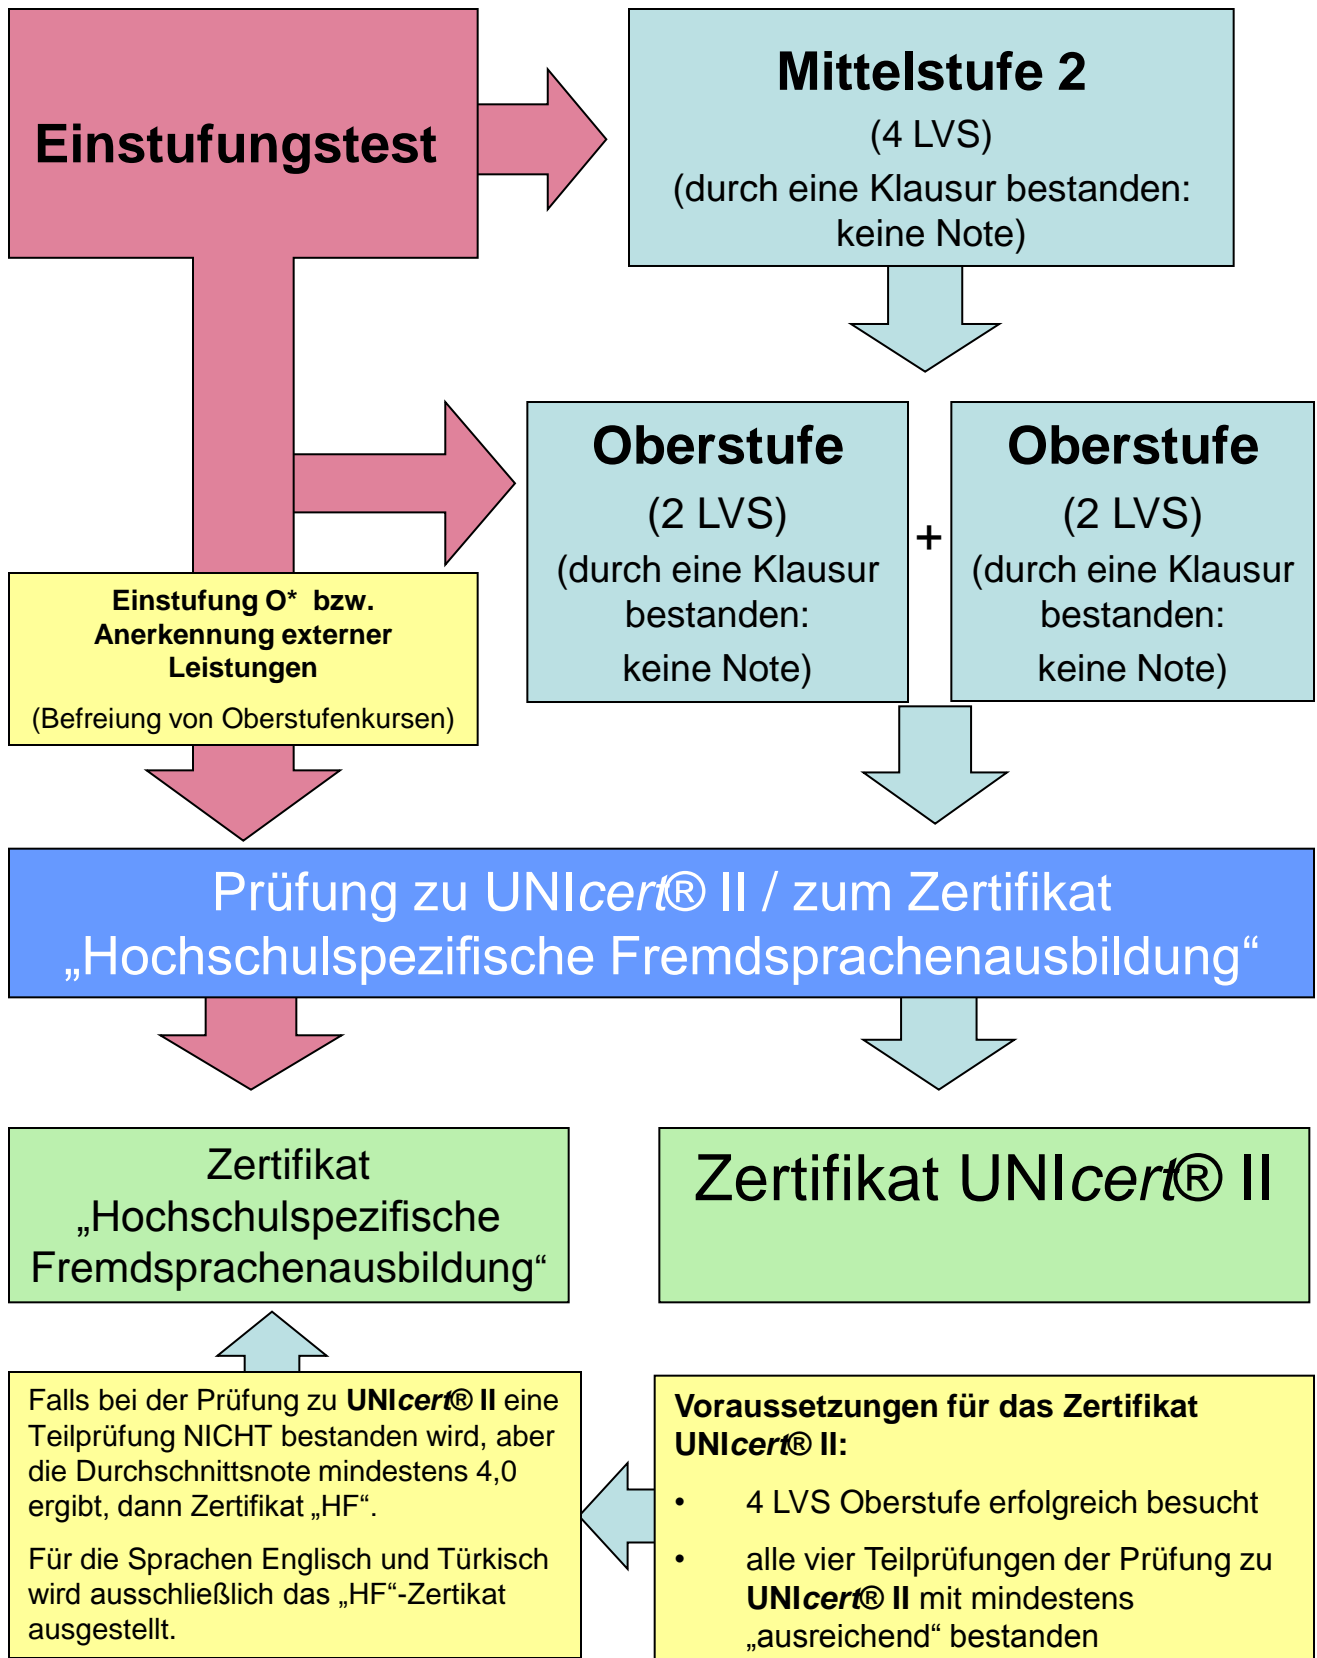 Einstufungstest
Mittelstufe 2
(4 LVS)
(durch eine Klausur bestanden:
keine Note)
Oberstufe
(2 LVS)
(durch eine Klausur
bestanden:
keine Note)
+
Oberstufe
(2 LVS)
(durch eine Klausur
bestanden:
keine Note)
Einstufung O* bzw.
Anerkennung externer
Leistungen
(Befreiung von Oberstufenkursen)
Prüfung zu UNIcert® II / zum Zertifikat
„Hochschulspezifische Fremdsprachenausbildung“
Zertifikat
„Hochschulspezifische
Fremdsprachenausbildung“
Zertifikat UNIcert® II
Falls bei der Prüfung zu UNIcert® II eine
Teilprüfung NICHT bestanden wird, aber
die Durchschnittsnote mindestens 4,0
ergibt, dann Zertifikat „HF“.
Für die Sprachen Englisch und Türkisch
wird ausschließlich das „HF“-Zertikat
ausgestellt.
Voraussetzungen für das Zertifikat
UNIcert® II:
• 4 LVS Oberstufe erfolgreich besucht
• alle vier Teilprüfungen der Prüfung zu
UNIcert® II mit mindestens
„ausreichend“ bestanden